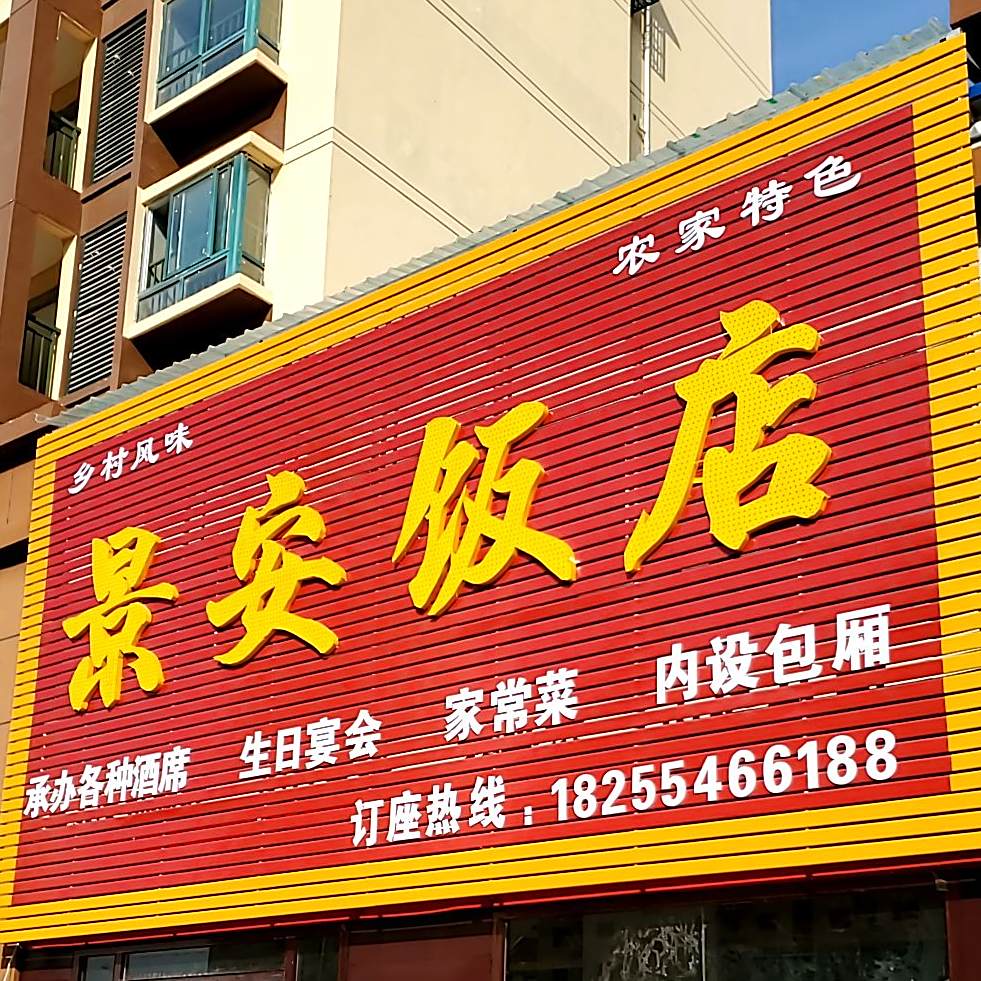 农家特色
乡村风味
景安饭店
承办各种酒席 生日宴会 家常菜 内设包厢
订座热线：18255466188